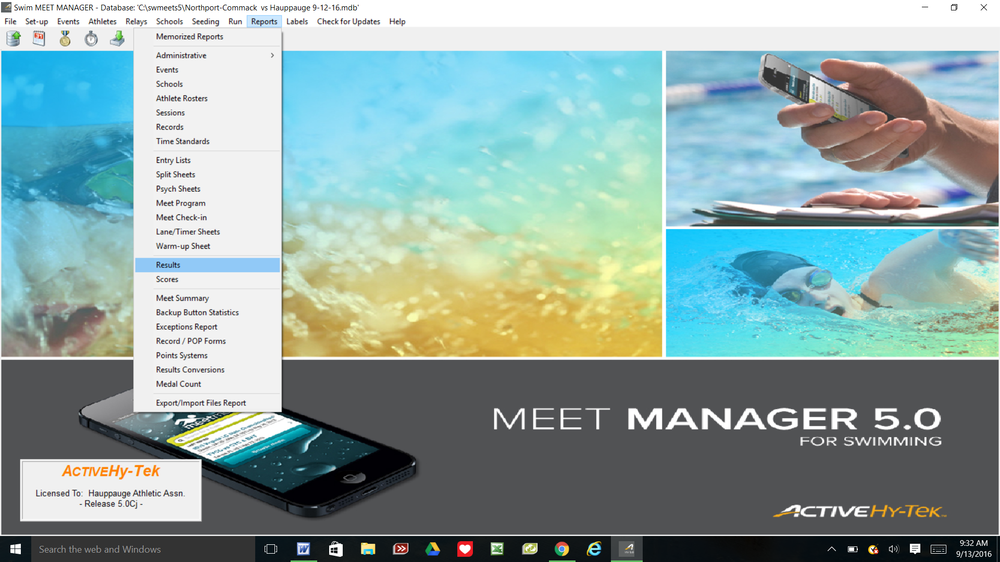 Swim MEET MANAGER - Database: 'C:\swmeets5\Northport-Commack vs Hauppauge 9-12-16.mdb'
File Set-up Events Athletes Relays Schools Seeding Run Reports Labels Check for Updates Help
31
Memorized Reports
Administrative
Events
Schools
Athlete Rosters
Sessions
Records
Time Standards
Entry Lists
Split Sheets
Psych Sheets
Meet Program
Meet Check-in
Lane/Timer Sheets
Warm-up Sheet
Results
Scores
Meet Summary
Backup Button Statistics
Exceptions Report
Record / POP Forms
Points Systems
Results Conversions
Medal Count
Export/Import Files Report
MEET MANAGER 5.0
FOR SWIMMING
ACTIVEHy-Tek
Licensed To: Hauppauge Athletic Assn.
- Release 5.0Cj -
ACTIVE HY-TEK
Search the web and Windows
9:32 AM
9/13/2016